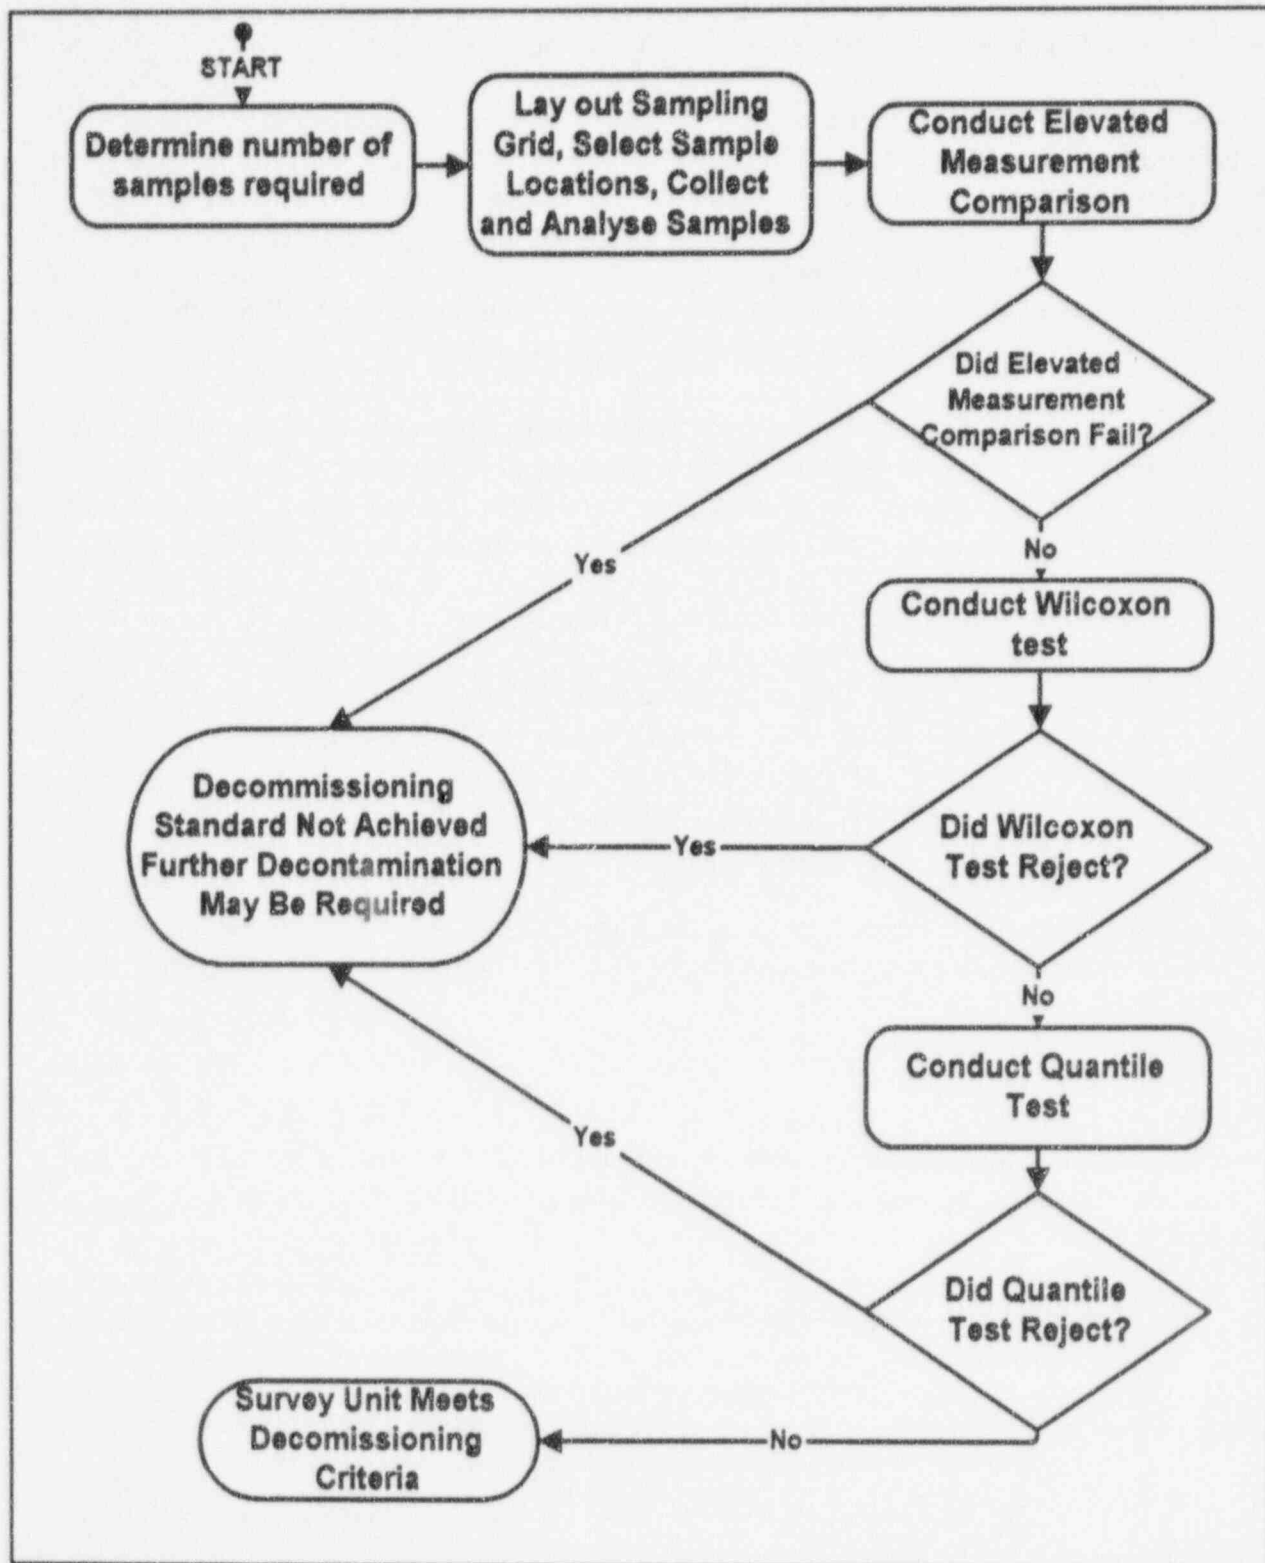 START
Determine number of
samples required
Lay out Sampling
Grid, Select Sample
Locations, Collect
and Analyse Samples
Conduct Elevated
Measurement
Comparison
Did Elevated
Measurement
Comparison Fail?
Yes
No
Conduct Wilcoxon
test
Decommissioning
Standard Not Achieved
Further Decontamination
May Be Required
Yes
Did Wilcoxon
Test Reject?
No
Conduct Quantile
Test
Yes
Did Quantile
Test Reject?
Survey Unit Meets
Decomissioning
Criteria
No